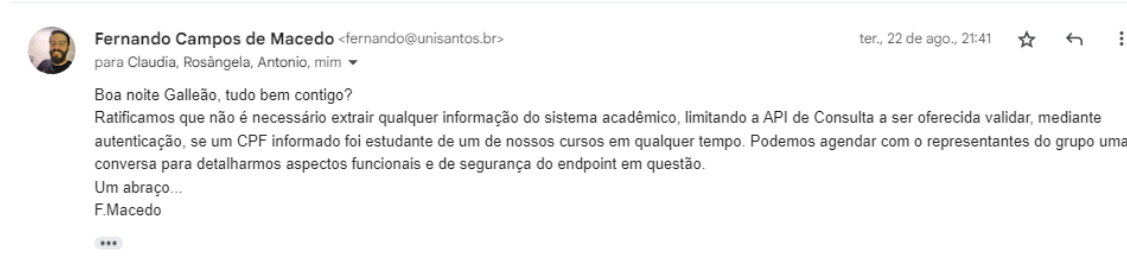 Fernando Campos de Macedo <fernando@unisantos.br> ter., 22 de ago., 21:41
para Claudia, Rosângela, Antonio, mim
Boa noite Galleão, tudo bem contigo?
Ratificamos que não é necessário extrair qualquer informação do sistema acadêmico, limitando a API de Consulta a ser oferecida validar, mediante
autenticação, se um CPF informado foi estudante de um de nossos cursos em qualquer tempo. Podemos agendar com o representantes do grupo uma
conversa para detalharmos aspectos funcionais e de segurança do endpoint em questão.
Um abraço...
F.Macedo